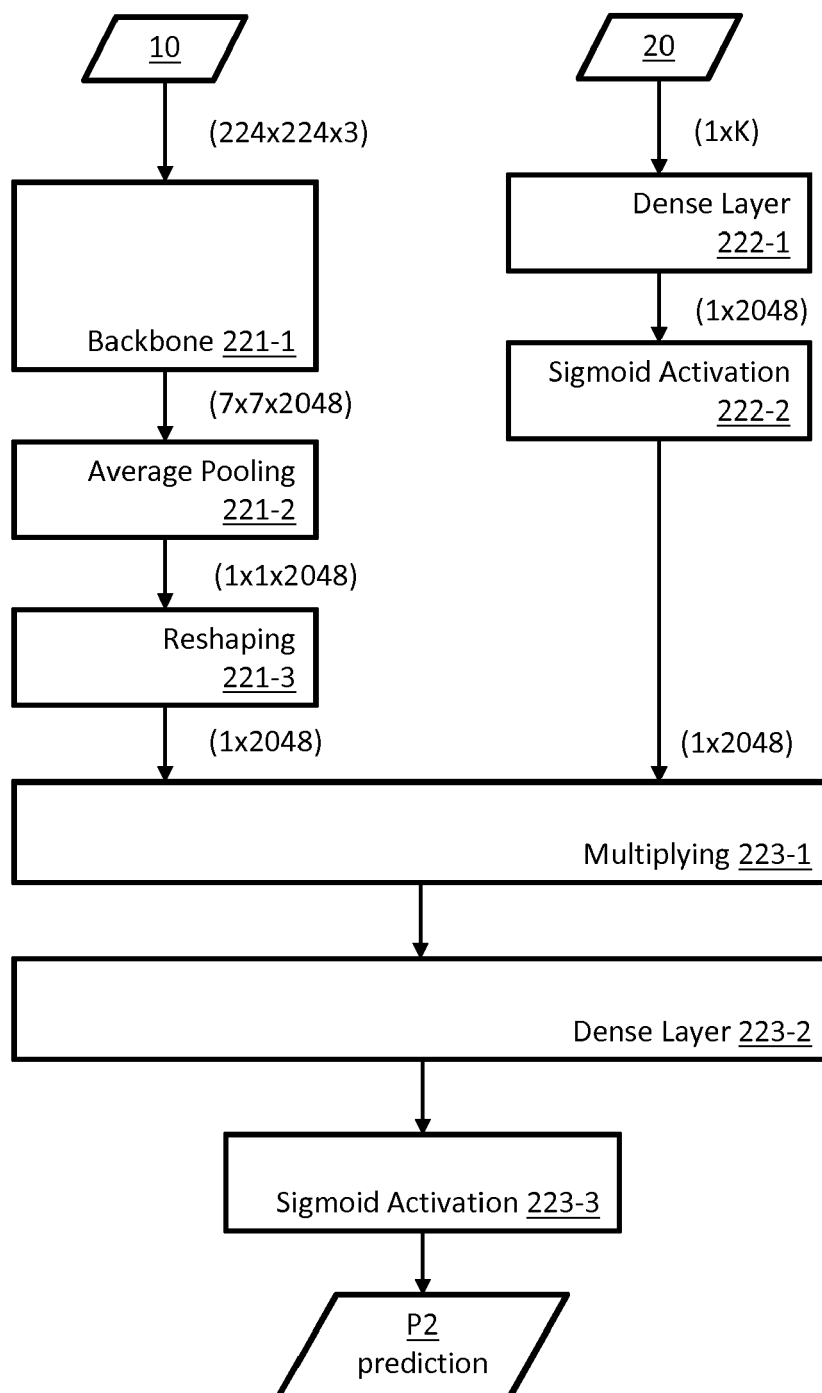 10
20
(224x224x3)
(1xK)
Dense Layer
222-1
Backbone 221-1
(1x2048)
Sigmoid Activation
222-2
(7x7x2048)
Average Pooling
221-2
(1x1x2048)
Reshaping
221-3
(1x2048)
(1x2048)
Multiplying 223-1
Dense Layer 223-2
Sigmoid Activation 223-3
P2
prediction